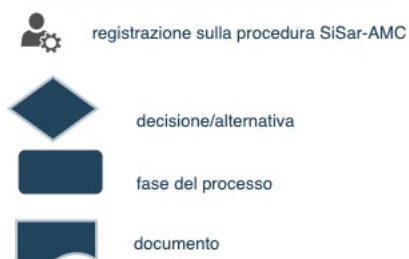 registrazione sulla procedura SiSar-AMC
decisione/alternativa
fase del processo
documento